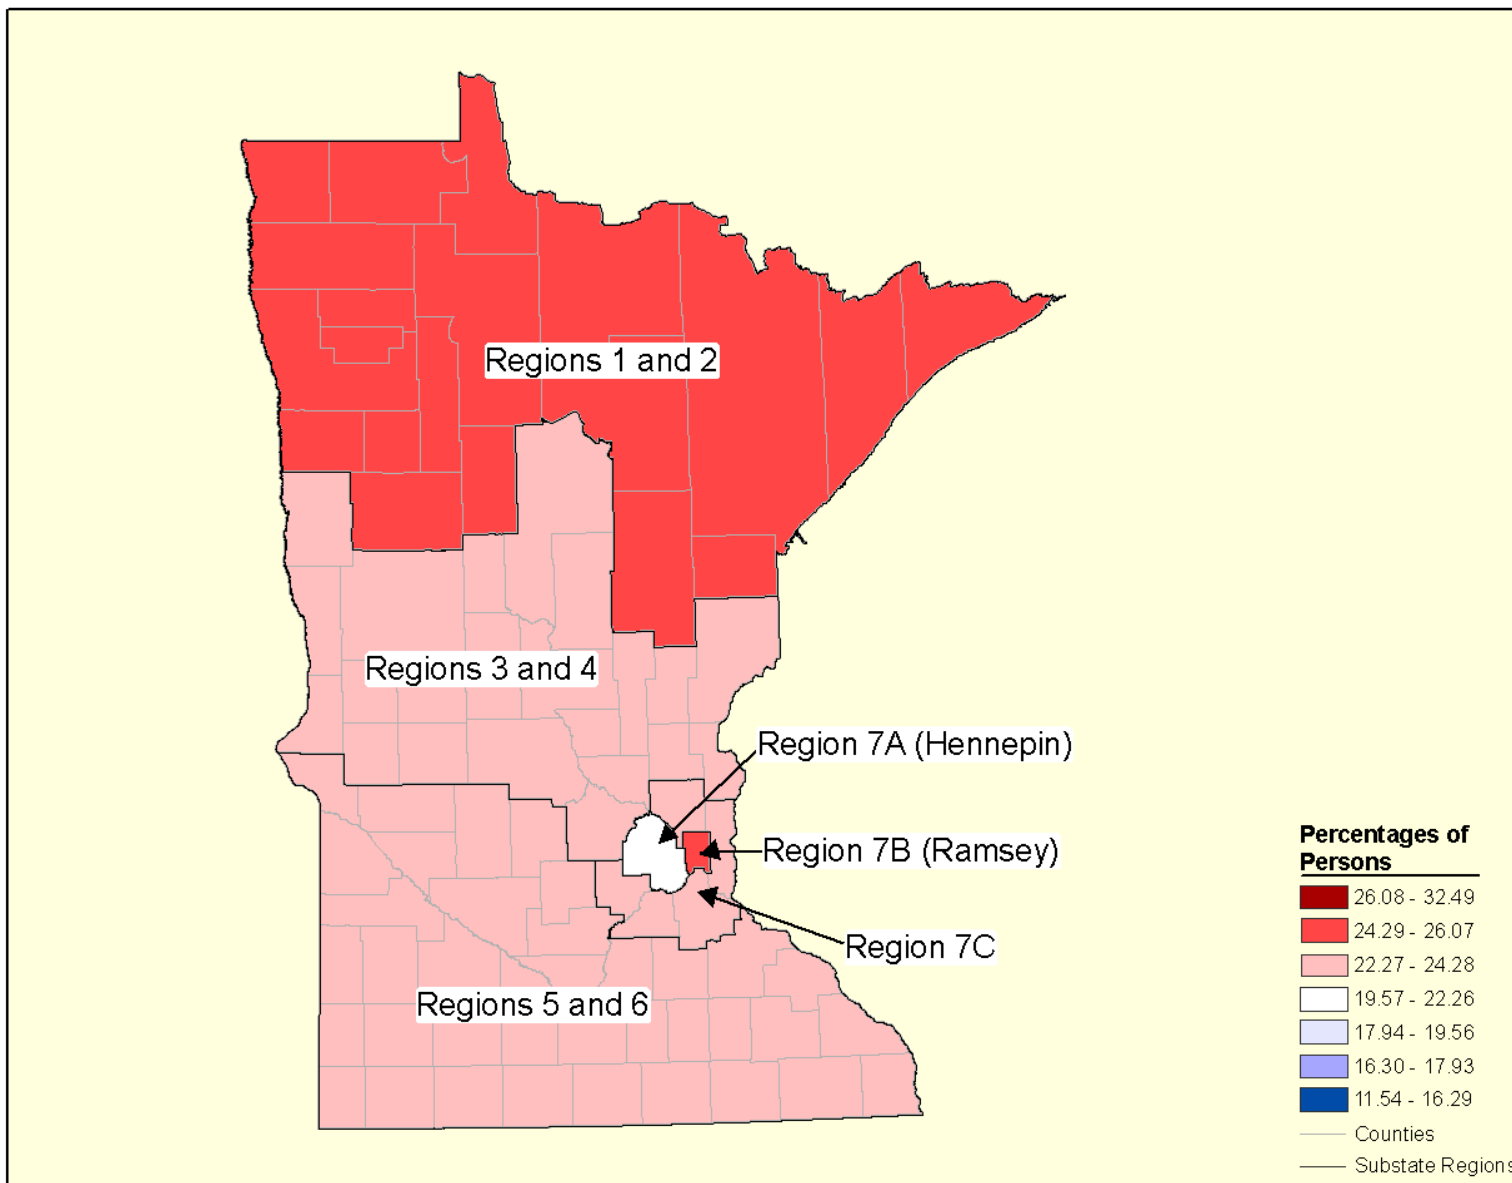 Regions 1 and 2
Regions 3 and 4
Region 7A (Hennepin)
Region 7B (Ramsey)
Region 7C
Regions 5 and 6
Percentages of
Persons
26.08 - 32.49
24.29 - 26.07
22.27 - 24.28
19.57 - 22.26
17.94 - 19.56
16.30 - 17.93
11.54 - 16.29
Counties
Substate Regions